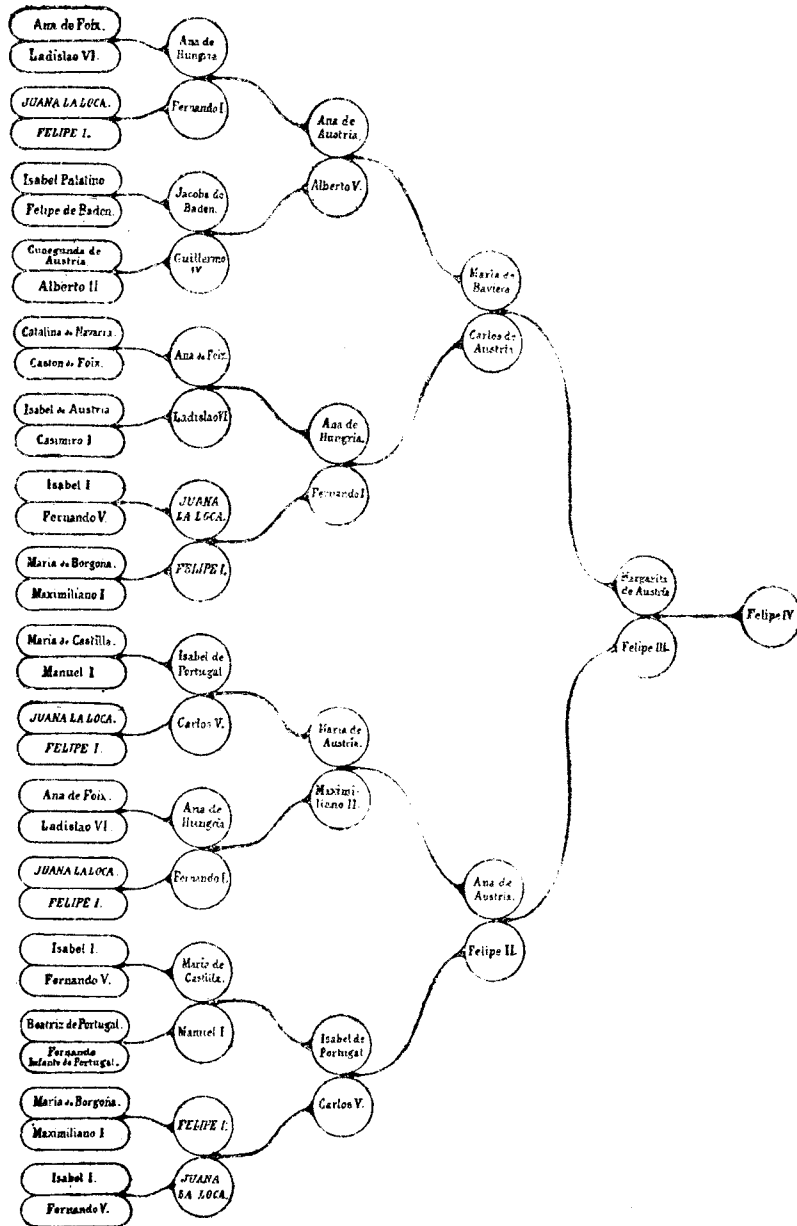 Ana de Foix.
Ladislao VI.
JUANA LA LOCA.
FELIPE I.
Isabel Palatino
Felipe de Baden.
Cunegunda de
Austria
Alberto II
Catalina de Navarra.
Gaston de Foix.
Isabel de Austria
Casimiro I
Isabel I
Fernando V.
Maria de Borgoña.
Maximiliano I
Maria de Castilla.
Manuel I
JUANA LA LOCA.
FELIPE I.
Ana de Foix.
Ladislao VI.
JUANA LA LOCA.
FELIPE I.
Isabel I.
Fernando V.
Beatriz de Portugal.
Fernando
Infante de Portugal.
Maria de Borgoña.
Maximiliano I
Isabel I.
Fernando V.
Ana de
Hungria
Fernando I.
Jacoba de
Baden.
Guillermo
IV
Ana de Foix.
Ladislao VI
JUANA
LA LOCA.
FELIPE I.
Isabel de
Portugal
Carlos V.
Ana de
Hungria
Fernando I.
Maria de
Castilla.
Manuel I
FELIPE I.
JUANA
LA LOCA.
Ana de
Austria.
Alberto V.
Ana de
Hungria.
Fernando I
Maria de
Austria.
Maximi-
liano II.
Isabel de
Portugal
Carlos V.
Maria de
Baviera
Carlos de
Austria
Ana de
Austria.
Felipe II.
Margarita
de Austria
Felipe III.
Felipe IV